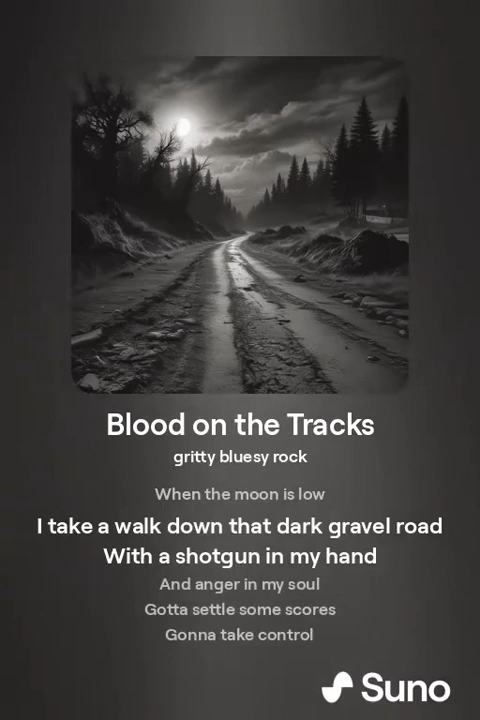 Blood on the Tracks
gritty bluesy rock
When the moon is low
I take a walk down that dark gravel road
With a shotgun in my hand
And anger in my soul
Gotta settle some scores
Gonna take control
Suno